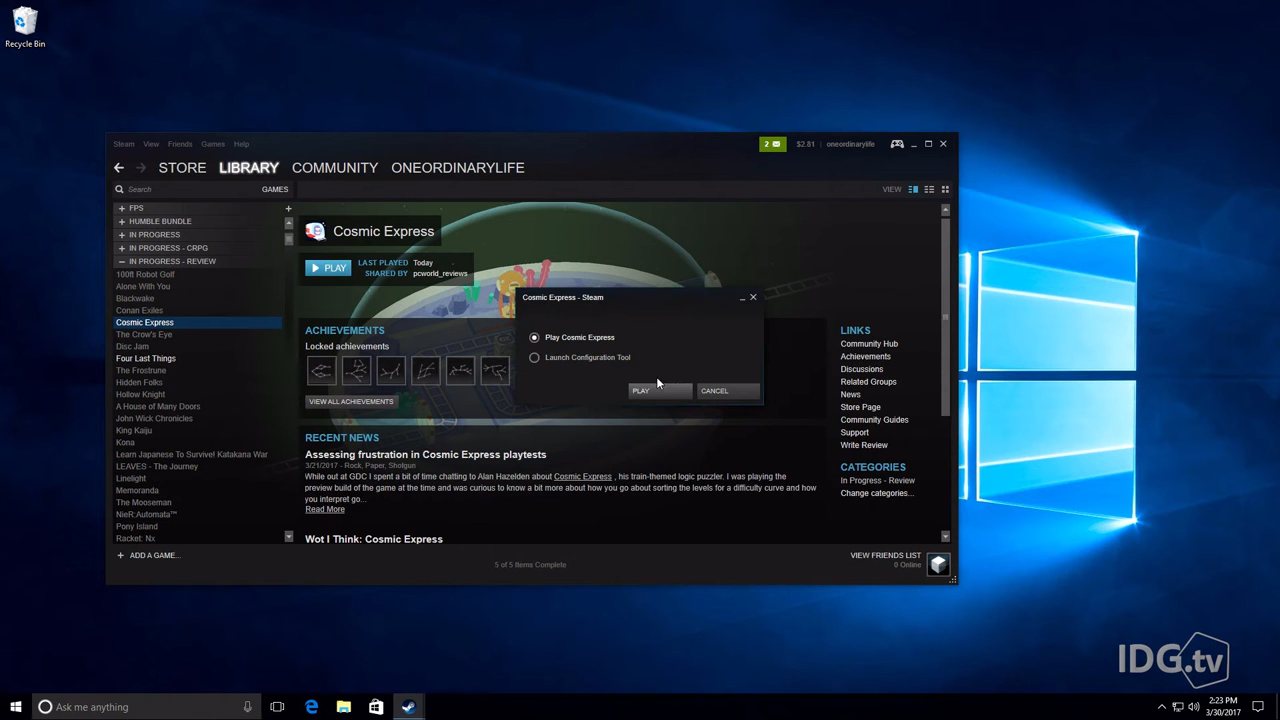 Recycle Bin
Steam View Friends Games Help
2 $2.81 oneordinarylife
STORE LIBRARY COMMUNITY ONEORDINARYLIFE
Search GAMES
VIEW
+ FPS +
+ HUMBLE BUNDLE
+ IN PROGRESS
+ IN PROGRESS - CRPG
− IN PROGRESS - REVIEW
100ft Robot Golf
Alone With You
Blackwake
Conan Exiles
Cosmic Express
The Crow's Eye
Disc Jam
Four Last Things
The Frostrune
Hidden Folks
Hollow Knight
A House of Many Doors
John Wick Chronicles
King Kaiju
Kona
Learn Japanese To Survive! Katakana War
LEAVES - The Journey
Linelight
Memoranda
The Mooseman
NieR:Automata™
Pony Island
Racket: Nx
+ ADD A GAME...
Cosmic Express
PLAY
LAST PLAYED Today
SHARED BY pcworld_reviews
ACHIEVEMENTS
Locked achievements
VIEW ALL ACHIEVEMENTS
Cosmic Express - Steam
Play Cosmic Express
Launch Configuration Tool
PLAY CANCEL
RECENT NEWS
Assessing frustration in Cosmic Express playtests
3/21/2017 - Rock, Paper, Shotgun
While out at GDC I spent a bit of time chatting to Alan Hazelden about Cosmic Express , his train-themed logic puzzler. I was playing the
preview build of the game at the time and was curious to know a bit more about how you go about sorting the levels for a difficulty curve and how
you interpret go...
Read More
Wot I Think: Cosmic Express
LINKS
Community Hub
Achievements
Discussions
Related Groups
News
Store Page
Community Guides
Support
Write Review
CATEGORIES
In Progress - Review
Change categories...
5 of 5 Items Complete
VIEW FRIENDS LIST
0 Online
IDG.tv
Ask me anything
2:23 PM
3/30/2017